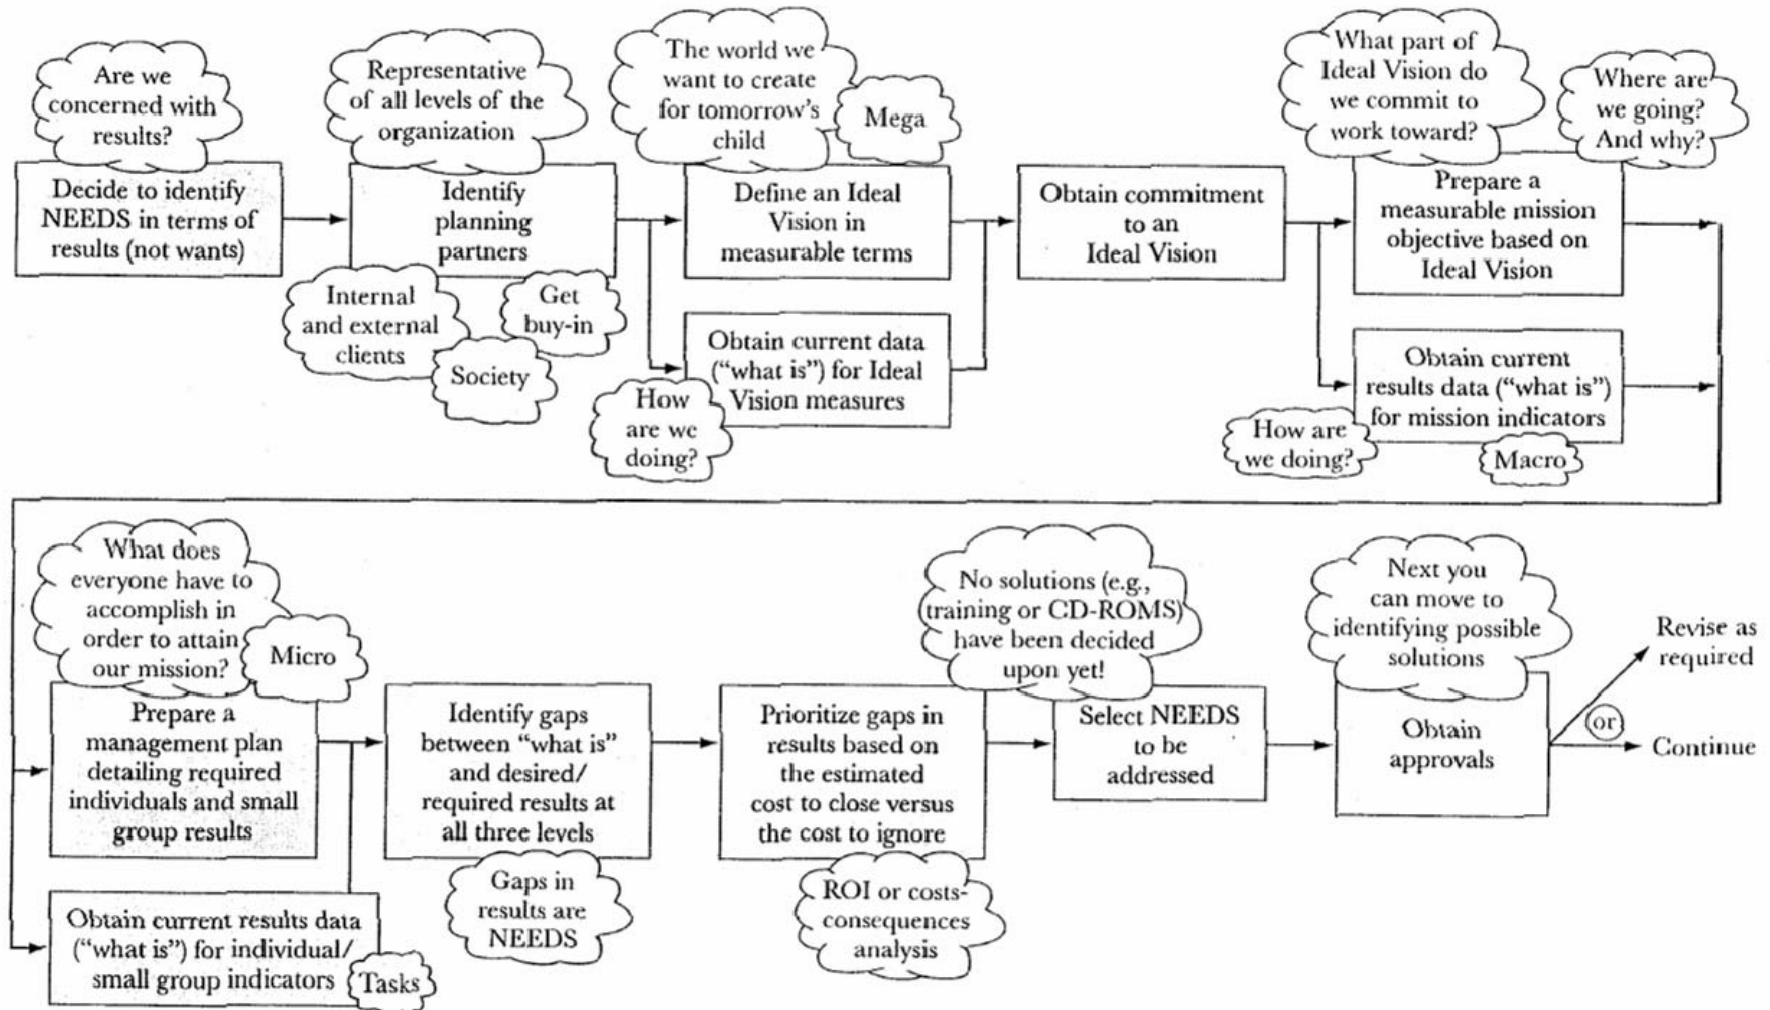 Are we
concerned with
results?
Decide to identify
NEEDS in terms of
results (not wants)
Representative
of all levels of the
organization
Identify
planning
partners
Internal
and external
clients
Get
buy-in
Society
The world we
want to create
for tomorrow's
child
Mega
Define an Ideal
Vision in
measurable terms
Obtain current data
("what is") for Ideal
Vision measures
How
are we
doing?
Obtain commitment
to an
Ideal Vision
What part of
Ideal Vision do
we commit to
work toward?
Where are
we going?
And why?
Prepare a
measurable mission
objective based on
Ideal Vision
Obtain current
results data ("what is")
for mission indicators
How are
we doing?
Macro
What does
everyone have to
accomplish in
order to attain
our mission?
Micro
Prepare a
management plan
detailing required
individuals and small
group results
Obtain current results data
("what is") for individual/
small group indicators
Tasks
Identify gaps
between "what is"
and desired/
required results at
all three levels
Gaps in
results are
NEEDS
Prioritize gaps in
results based on
the estimated
cost to close versus
the cost to ignore
ROI or costs-
consequences
analysis
No solutions (e.g.,
training or CD-ROMS)
have been decided
upon yet!
Select NEEDS
to be
addressed
Next you
can move to
identifying possible
solutions
Obtain
approvals
Revise as
required
or
Continue